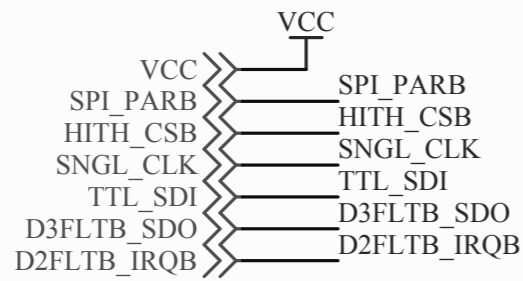 VCC
VCC
SPI_PARB SPI_PARB
HITH_CSB HITH_CSB
SNGL_CLK SNGL_CLK
TTL_SDI TTL_SDI
D3FLTB_SDO D3FLTB_SDO
D2FLTB_IRQB D2FLTB_IRQB